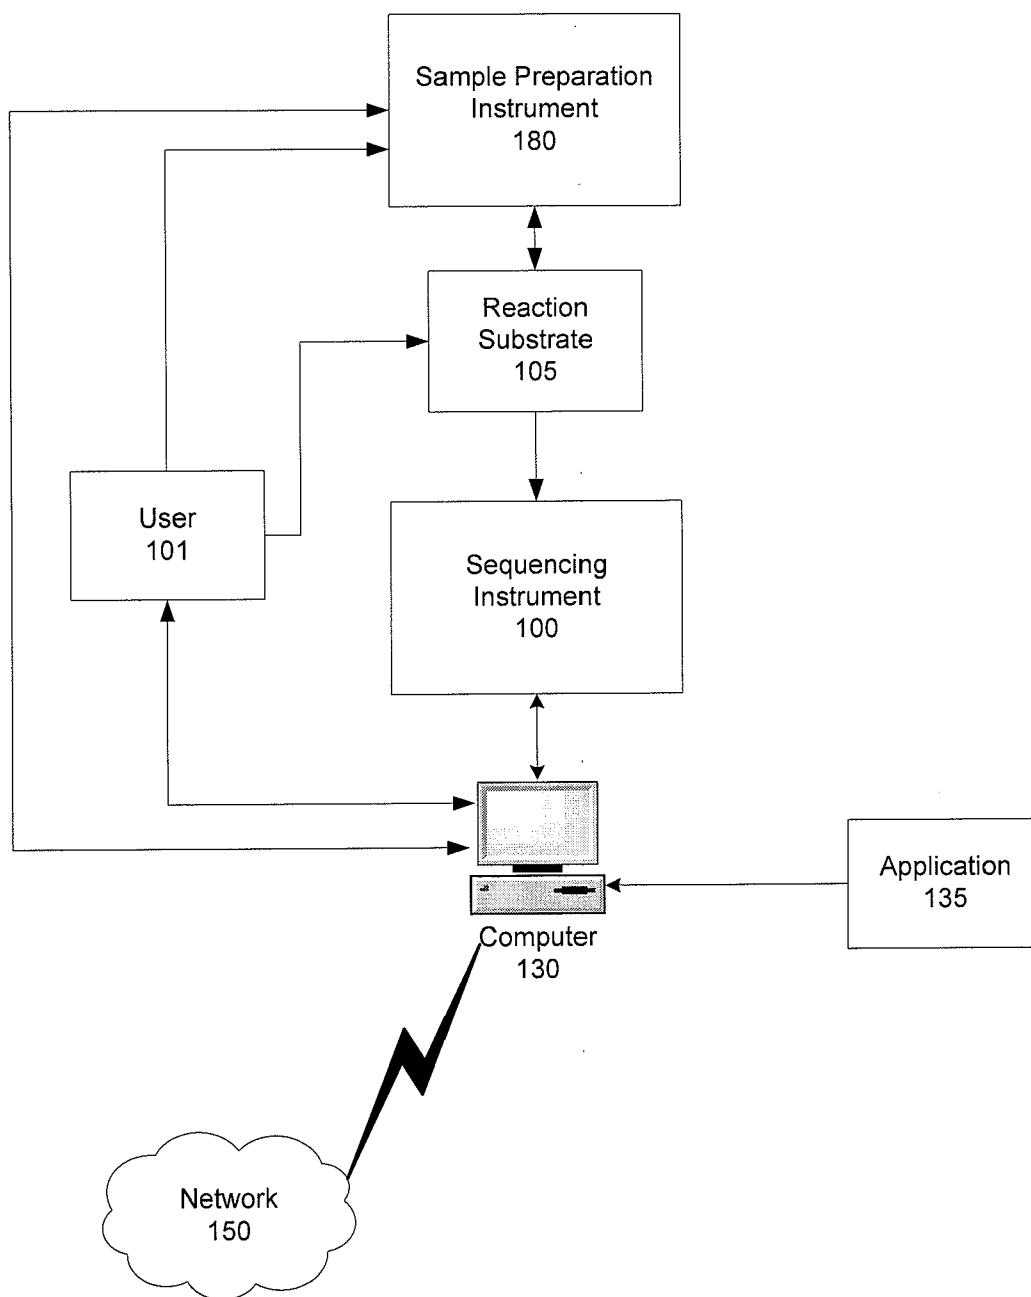 Sample Preparation
Instrument
180
Reaction
Substrate
105
User
101
Sequencing
Instrument
100
Application
135
Computer
130
Network
150